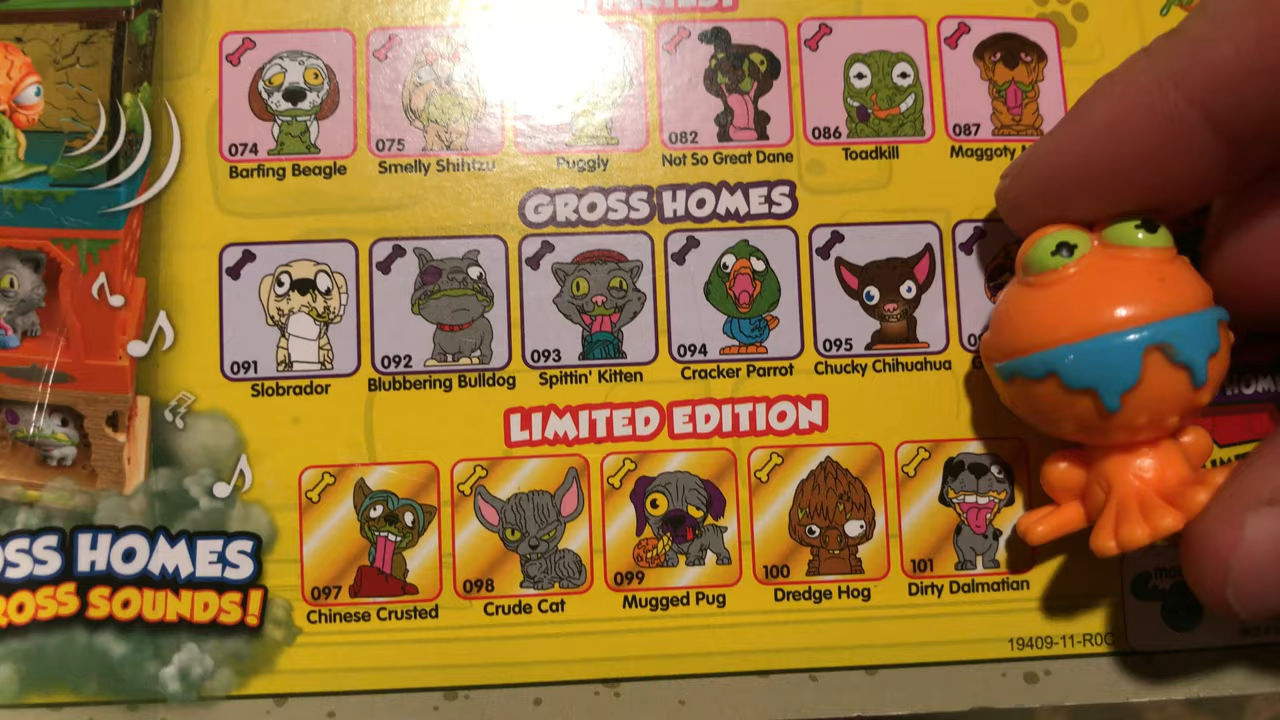 074
Barfing Beagle
075
Smelly Shihtzu
Puggly
082
Not So Great Dane
086
Toadkill
087
Maggoty
GROSS HOMES
091
Slobrador
092
Blubbering Bulldog
093
Spittin' Kitten
094
Cracker Parrot
095
Chucky Chihuahua
LIMITED EDITION
097
Chinese Crusted
098
Crude Cat
099
Mugged Pug
100
Dredge Hog™
101
Dirty Dalmatian
OSS HOMES
ROSS SOUNDS!
19409-11-R0C